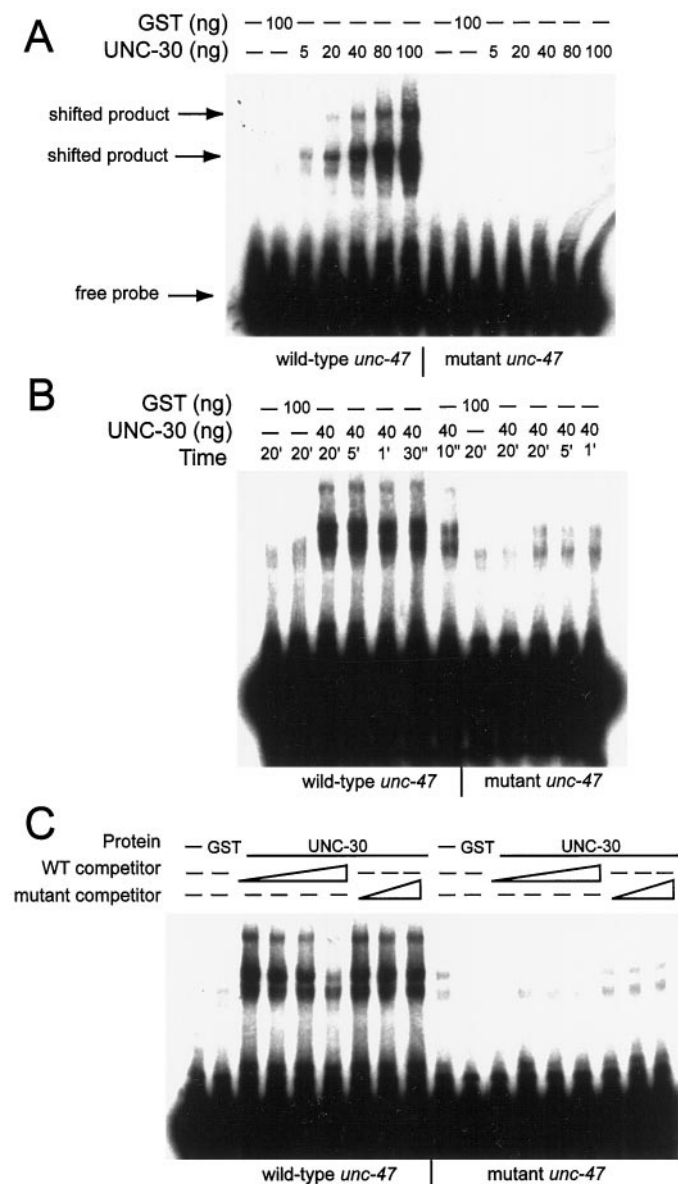 A
GST (ng) — 100 — — — — — — 100 — — — — —
UNC-30 (ng) — — 5 20 40 80 100 — — 5 20 40 80 100
shifted product
shifted product
free probe
wild-type unc-47 | mutant unc-47
B
GST (ng) — 100 — — — — — 100 — — — —
UNC-30 (ng) — — 40 40 40 40 40 — 40 40 40 40
Time 20' 20' 20' 5' 1' 30" 10" 20' 20' 20' 5' 1'
wild-type unc-47 | mutant unc-47
C
Protein — GST UNC-30 — GST UNC-30
WT competitor — — — — — — — — — —
mutant competitor — — — — — — — — — — — —
wild-type unc-47 | mutant unc-47